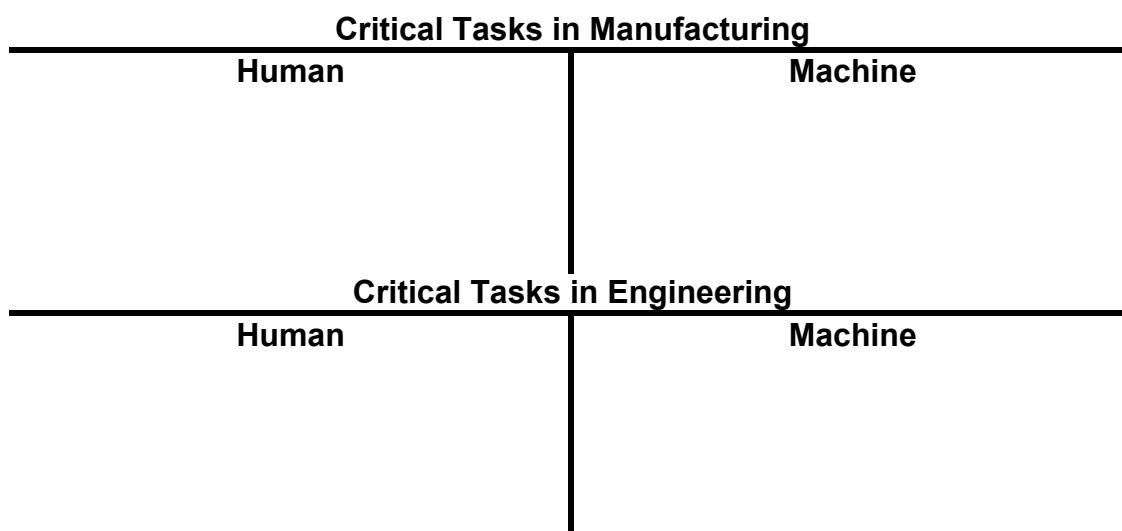 Critical Tasks in Manufacturing
Human Machine
Critical Tasks in Engineering
Human Machine